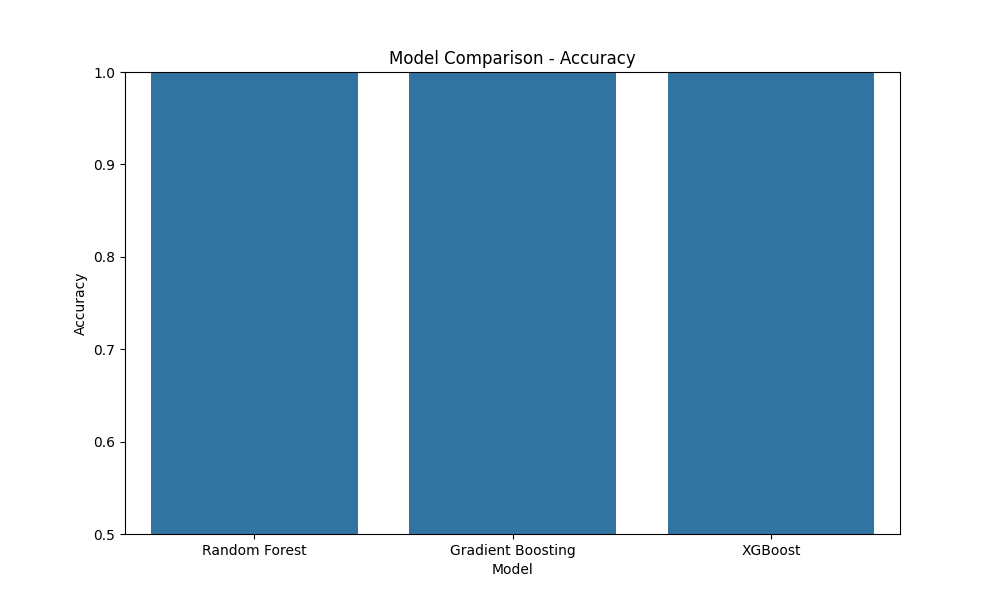 Model Comparison - Accuracy
1.0
0.9
0.8
0.7
0.6
0.5
Accuracy
Random Forest Gradient Boosting XGBoost
Model